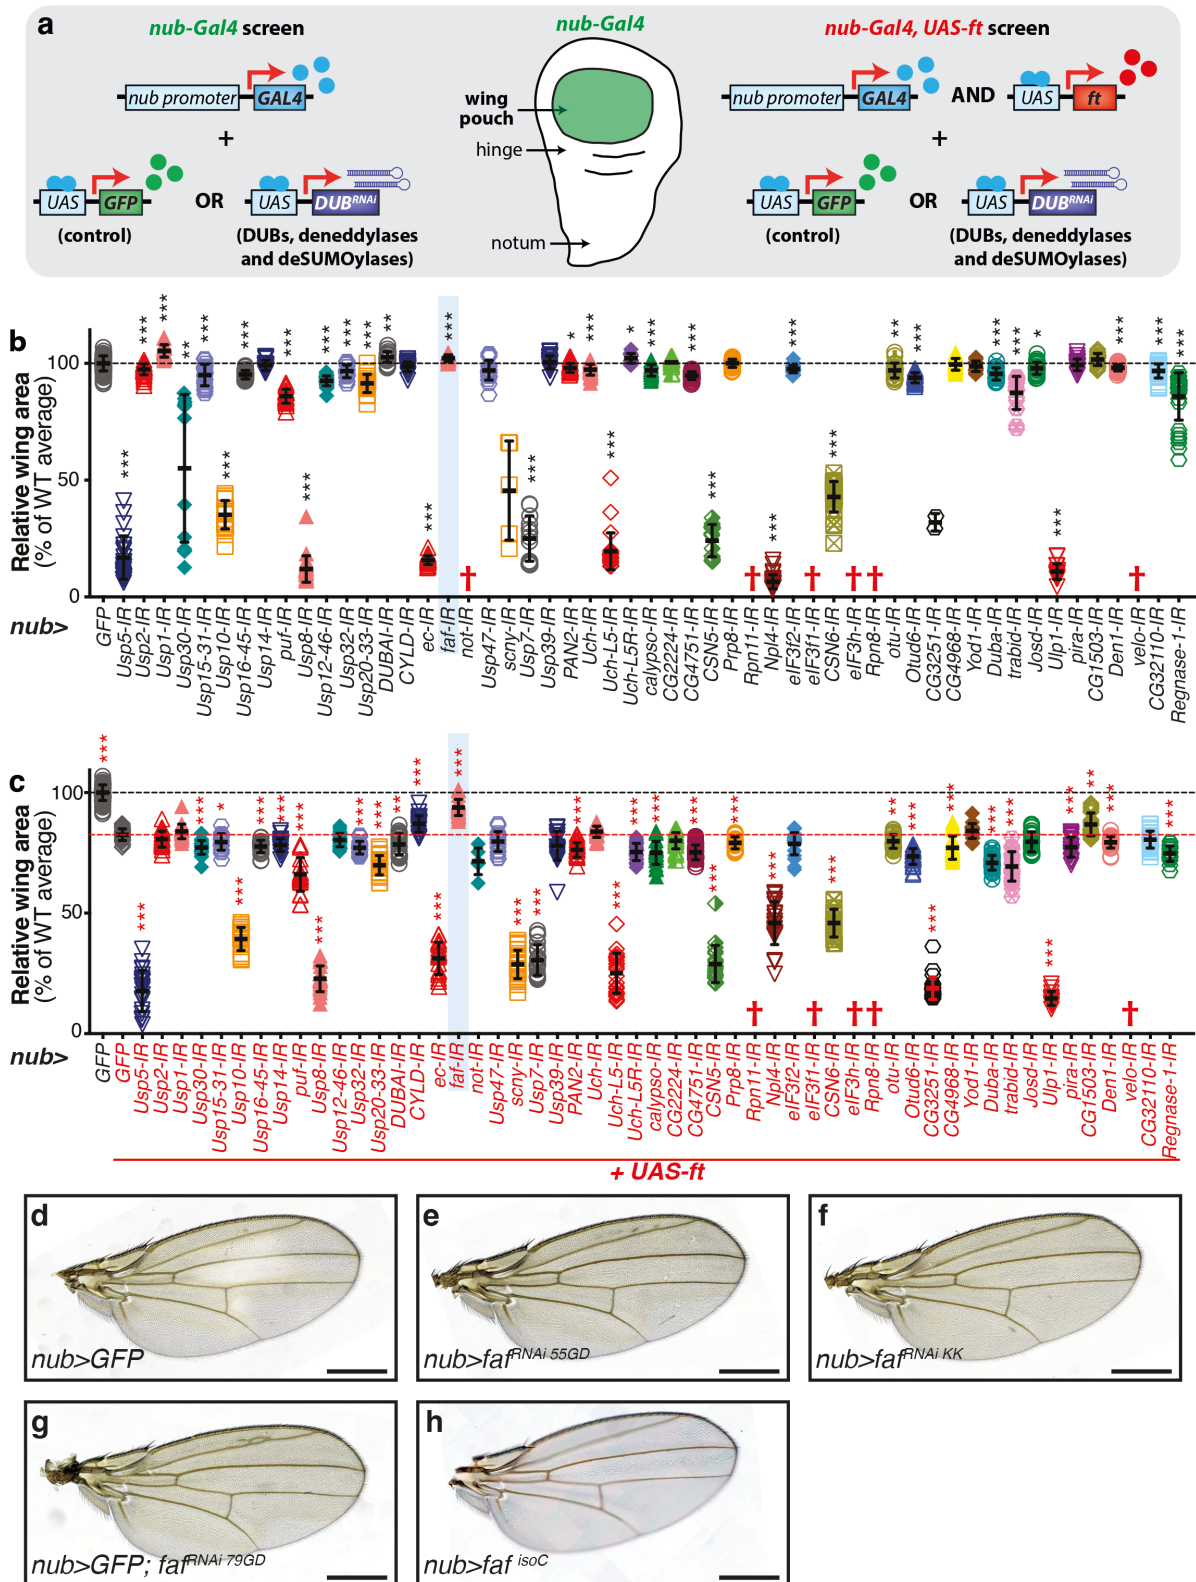 a
nub-Gal4 screen
nub promoter GAL4
+
UAS GFP OR UAS DUBRNAi
(control) (DUBs, deneddylases
and deSUMOylases)
nub-Gal4
wing
pouch
hinge
notum
nub-Gal4, UAS-ft screen
nub promoter GAL4 AND UAS ft
+
UAS GFP OR UAS DUBRNAi
(control) (DUBs, deneddylases
and deSUMOylases)
b
Relative wing area
(% of WT average)
100
50
0
nub>
GFP
Usp5-IR
Usp2-IR
Usp1-IR
Usp30-IR
Usp15-31-IR
Usp10-IR
Usp16-45-IR
Usp14-IR
puf-IR
Usp8-IR
Usp12-46-IR
Usp32-IR
Usp20-33-IR
DUBAI-IR
CYLD-IR
ec-IR
faf-IR
not-IR
Usp47-IR
scny-IR
Usp7-IR
Usp39-IR
PAN2-IR
Uch-IR
Uch-L5-IR
Uch-L5R-IR
calypso-IR
CG2224-IR
CG4751-IR
CSN5-IR
Prp8-IR
Rpn11-IR
Npl4-IR
eIF3f2-IR
eIF3f1-IR
CSN6-IR
eIF3h-IR
Rpn8-IR
otu-IR
Otud6-IR
CG3251-IR
CG4968-IR
Yod1-IR
Duba-IR
trabid-IR
Josd-IR
Ulp1-IR
pira-IR
CG1503-IR
Den1-IR
velo-IR
CG32110-IR
Regnase-1-IR
c
Relative wing area
(% of WT average)
100
50
0
nub>
GFP
GFP
Usp5-IR
Usp2-IR
Usp1-IR
Usp30-IR
Usp15-31-IR
Usp10-IR
Usp16-45-IR
Usp14-IR
puf-IR
Usp8-IR
Usp12-46-IR
Usp32-IR
Usp20-33-IR
DUBAI-IR
CYLD-IR
ec-IR
faf-IR
not-IR
Usp47-IR
scny-IR
Usp7-IR
Usp39-IR
PAN2-IR
Uch-IR
Uch-L5-IR
Uch-L5R-IR
calypso-IR
CG2224-IR
CG4751-IR
CSN5-IR
Prp8-IR
Rpn11-IR
Npl4-IR
eIF3f2-IR
eIF3f1-IR
CSN6-IR
eIF3h-IR
Rpn8-IR
otu-IR
Otud6-IR
CG3251-IR
CG4968-IR
Yod1-IR
Duba-IR
trabid-IR
Josd-IR
Ulp1-IR
pira-IR
CG1503-IR
Den1-IR
velo-IR
CG32110-IR
Regnase-1-IR
+ UAS-ft
d
nub>GFP
e
nub>fafRNAi 55GD
f
nub>fafRNAi KK
g
nub>GFP; fafRNAi 79GD
h
nub>faf isoC